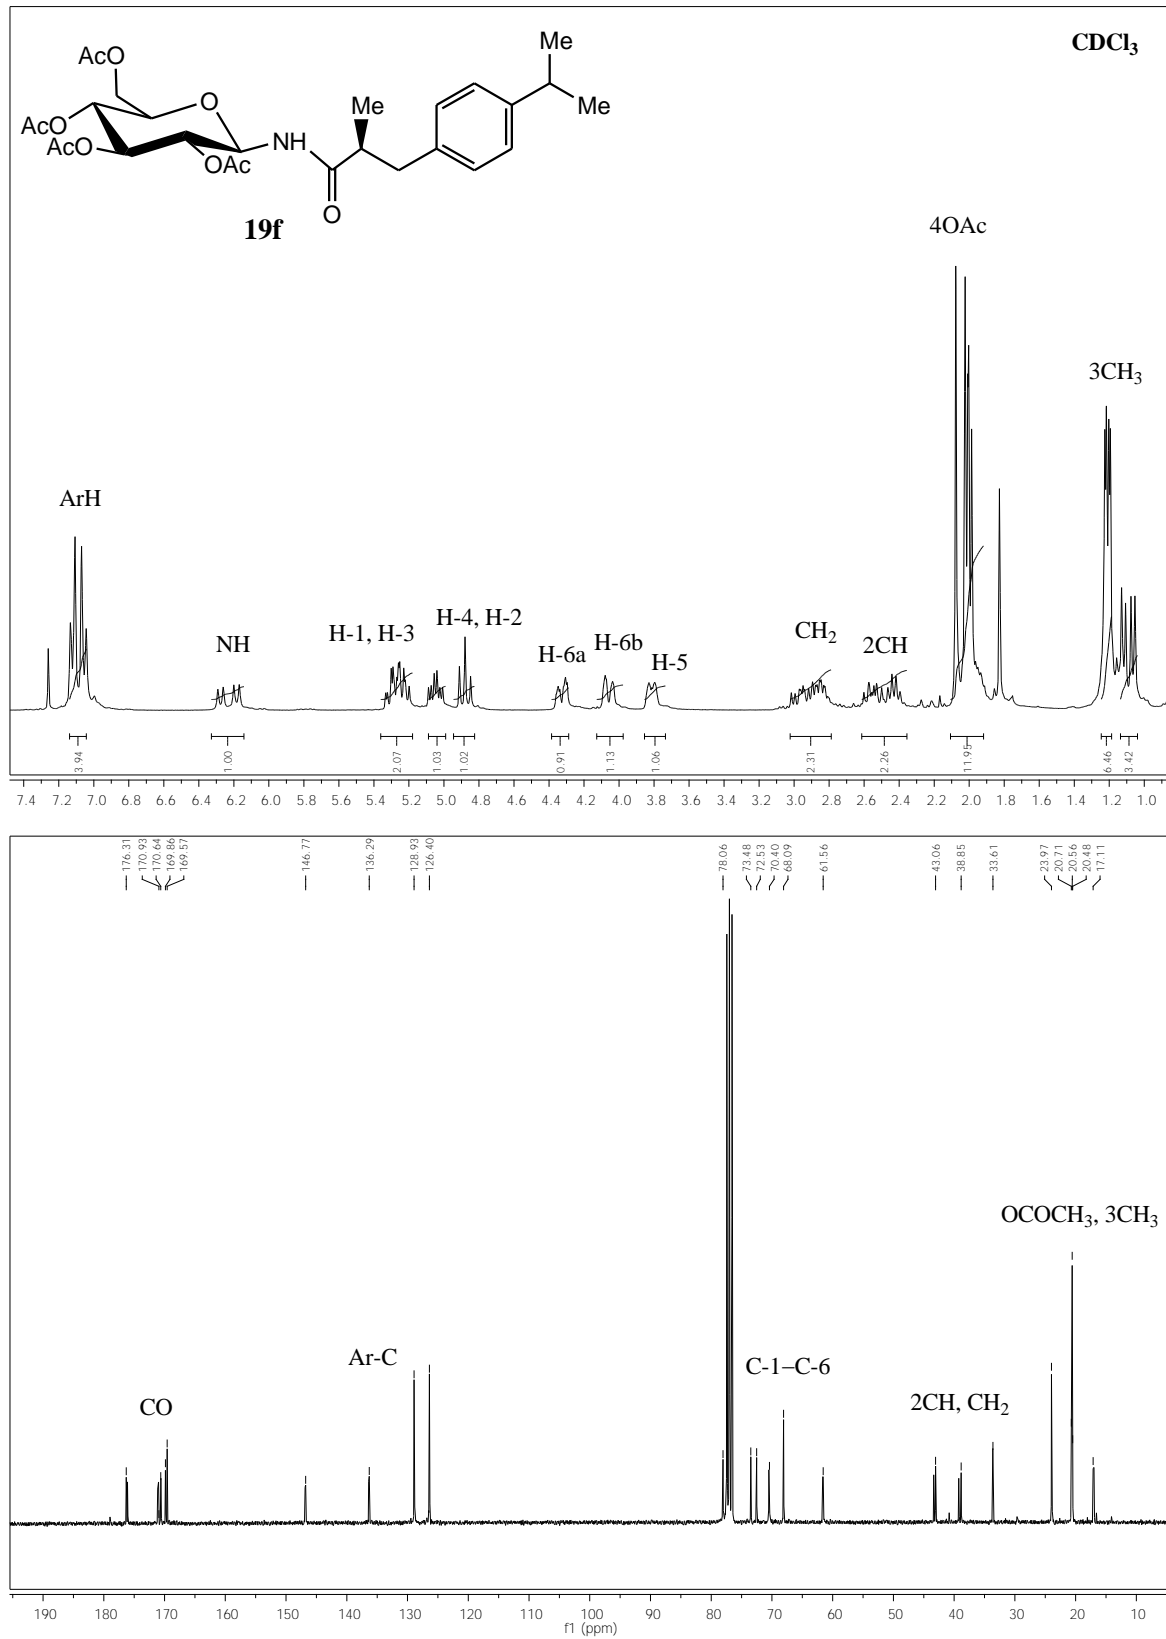 CDCl3
Me
Me
Me
AcO
AcO
AcO
OAc
O
NH
O
19f
4OAc
3CH3
ArH
NH
H-1, H-3
H-4, H-2
H-6a
H-6b
H-5
CH2
2CH
3.94
1.00
2.07
1.03
1.02
0.91
1.13
1.06
2.31
2.26
11.95
6.46
3.42
7.4 7.2 7.0 6.8 6.6 6.4 6.2 6.0 5.8 5.6 5.4 5.2 5.0 4.8 4.6 4.4 4.2 4.0 3.8 3.6 3.4 3.2 3.0 2.8 2.6 2.4 2.2 2.0 1.8 1.6 1.4 1.2 1.0
176.31
170.93
170.64
169.86
169.57
146.77
136.29
128.93
126.40
78.06
73.48
72.53
70.40
68.09
61.56
43.06
38.85
33.61
23.97
20.71
20.56
20.48
17.11
OCOCH3, 3CH3
Ar-C
C-1–C-6
CO
2CH, CH2
190 180 170 160 150 140 130 120 110 100 90 80 70 60 50 40 30 20 10
f1 (ppm)